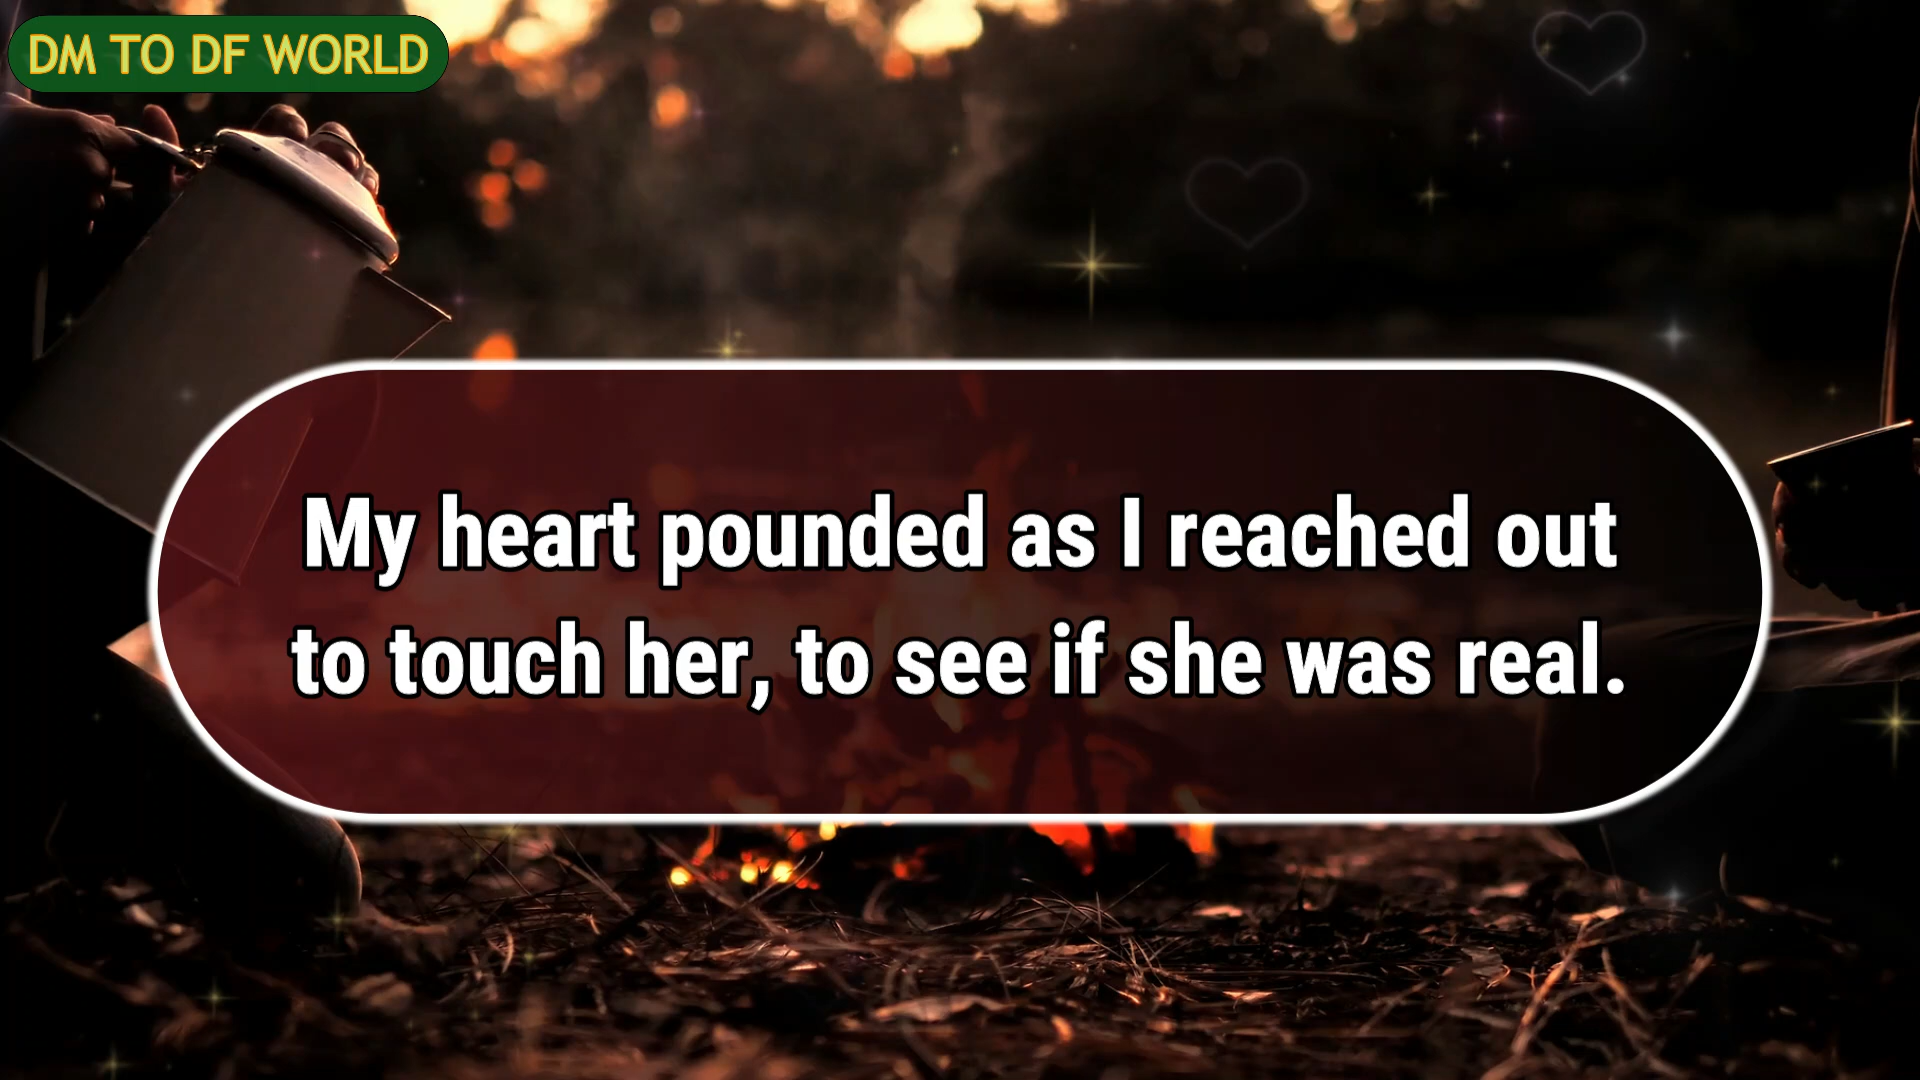 DM TO DF WORLD
My heart pounded as I reached out
to touch her, to see if she was real.